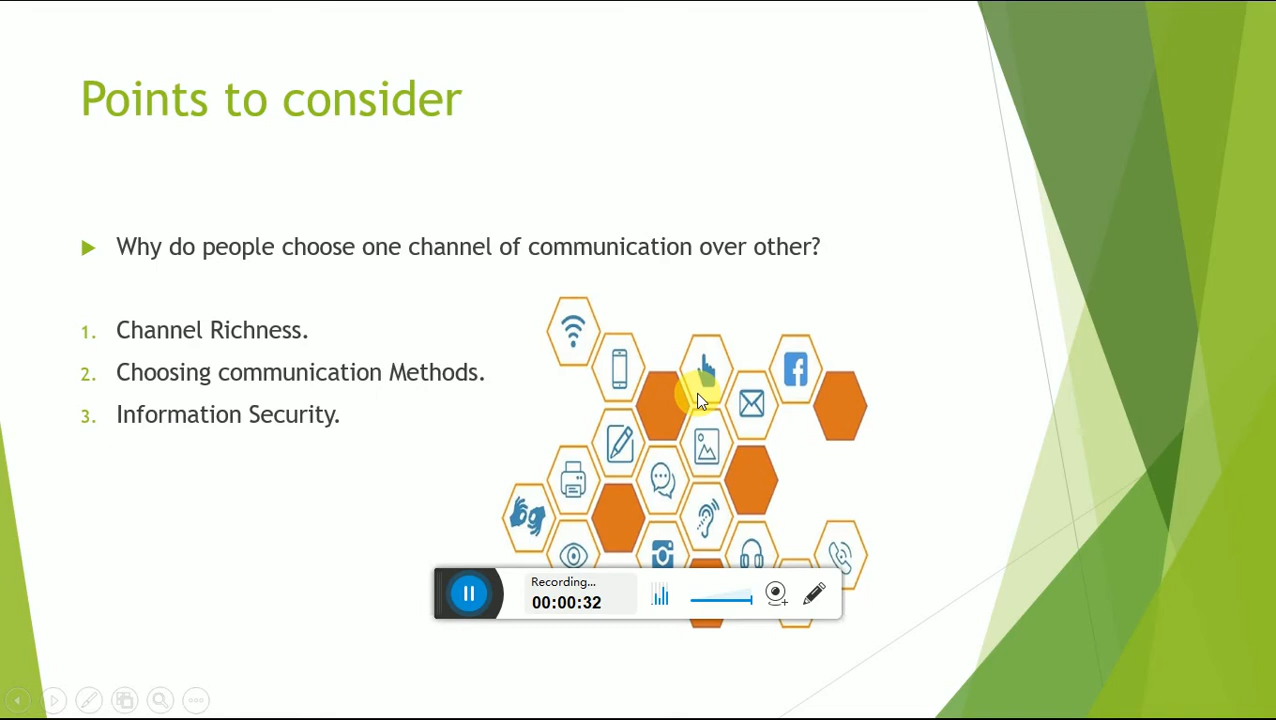 Points to consider
Why do people choose one channel of communication over other?
1. Channel Richness.
2. Choosing communication Methods.
3. Information Security.
Recording...
00:00:32